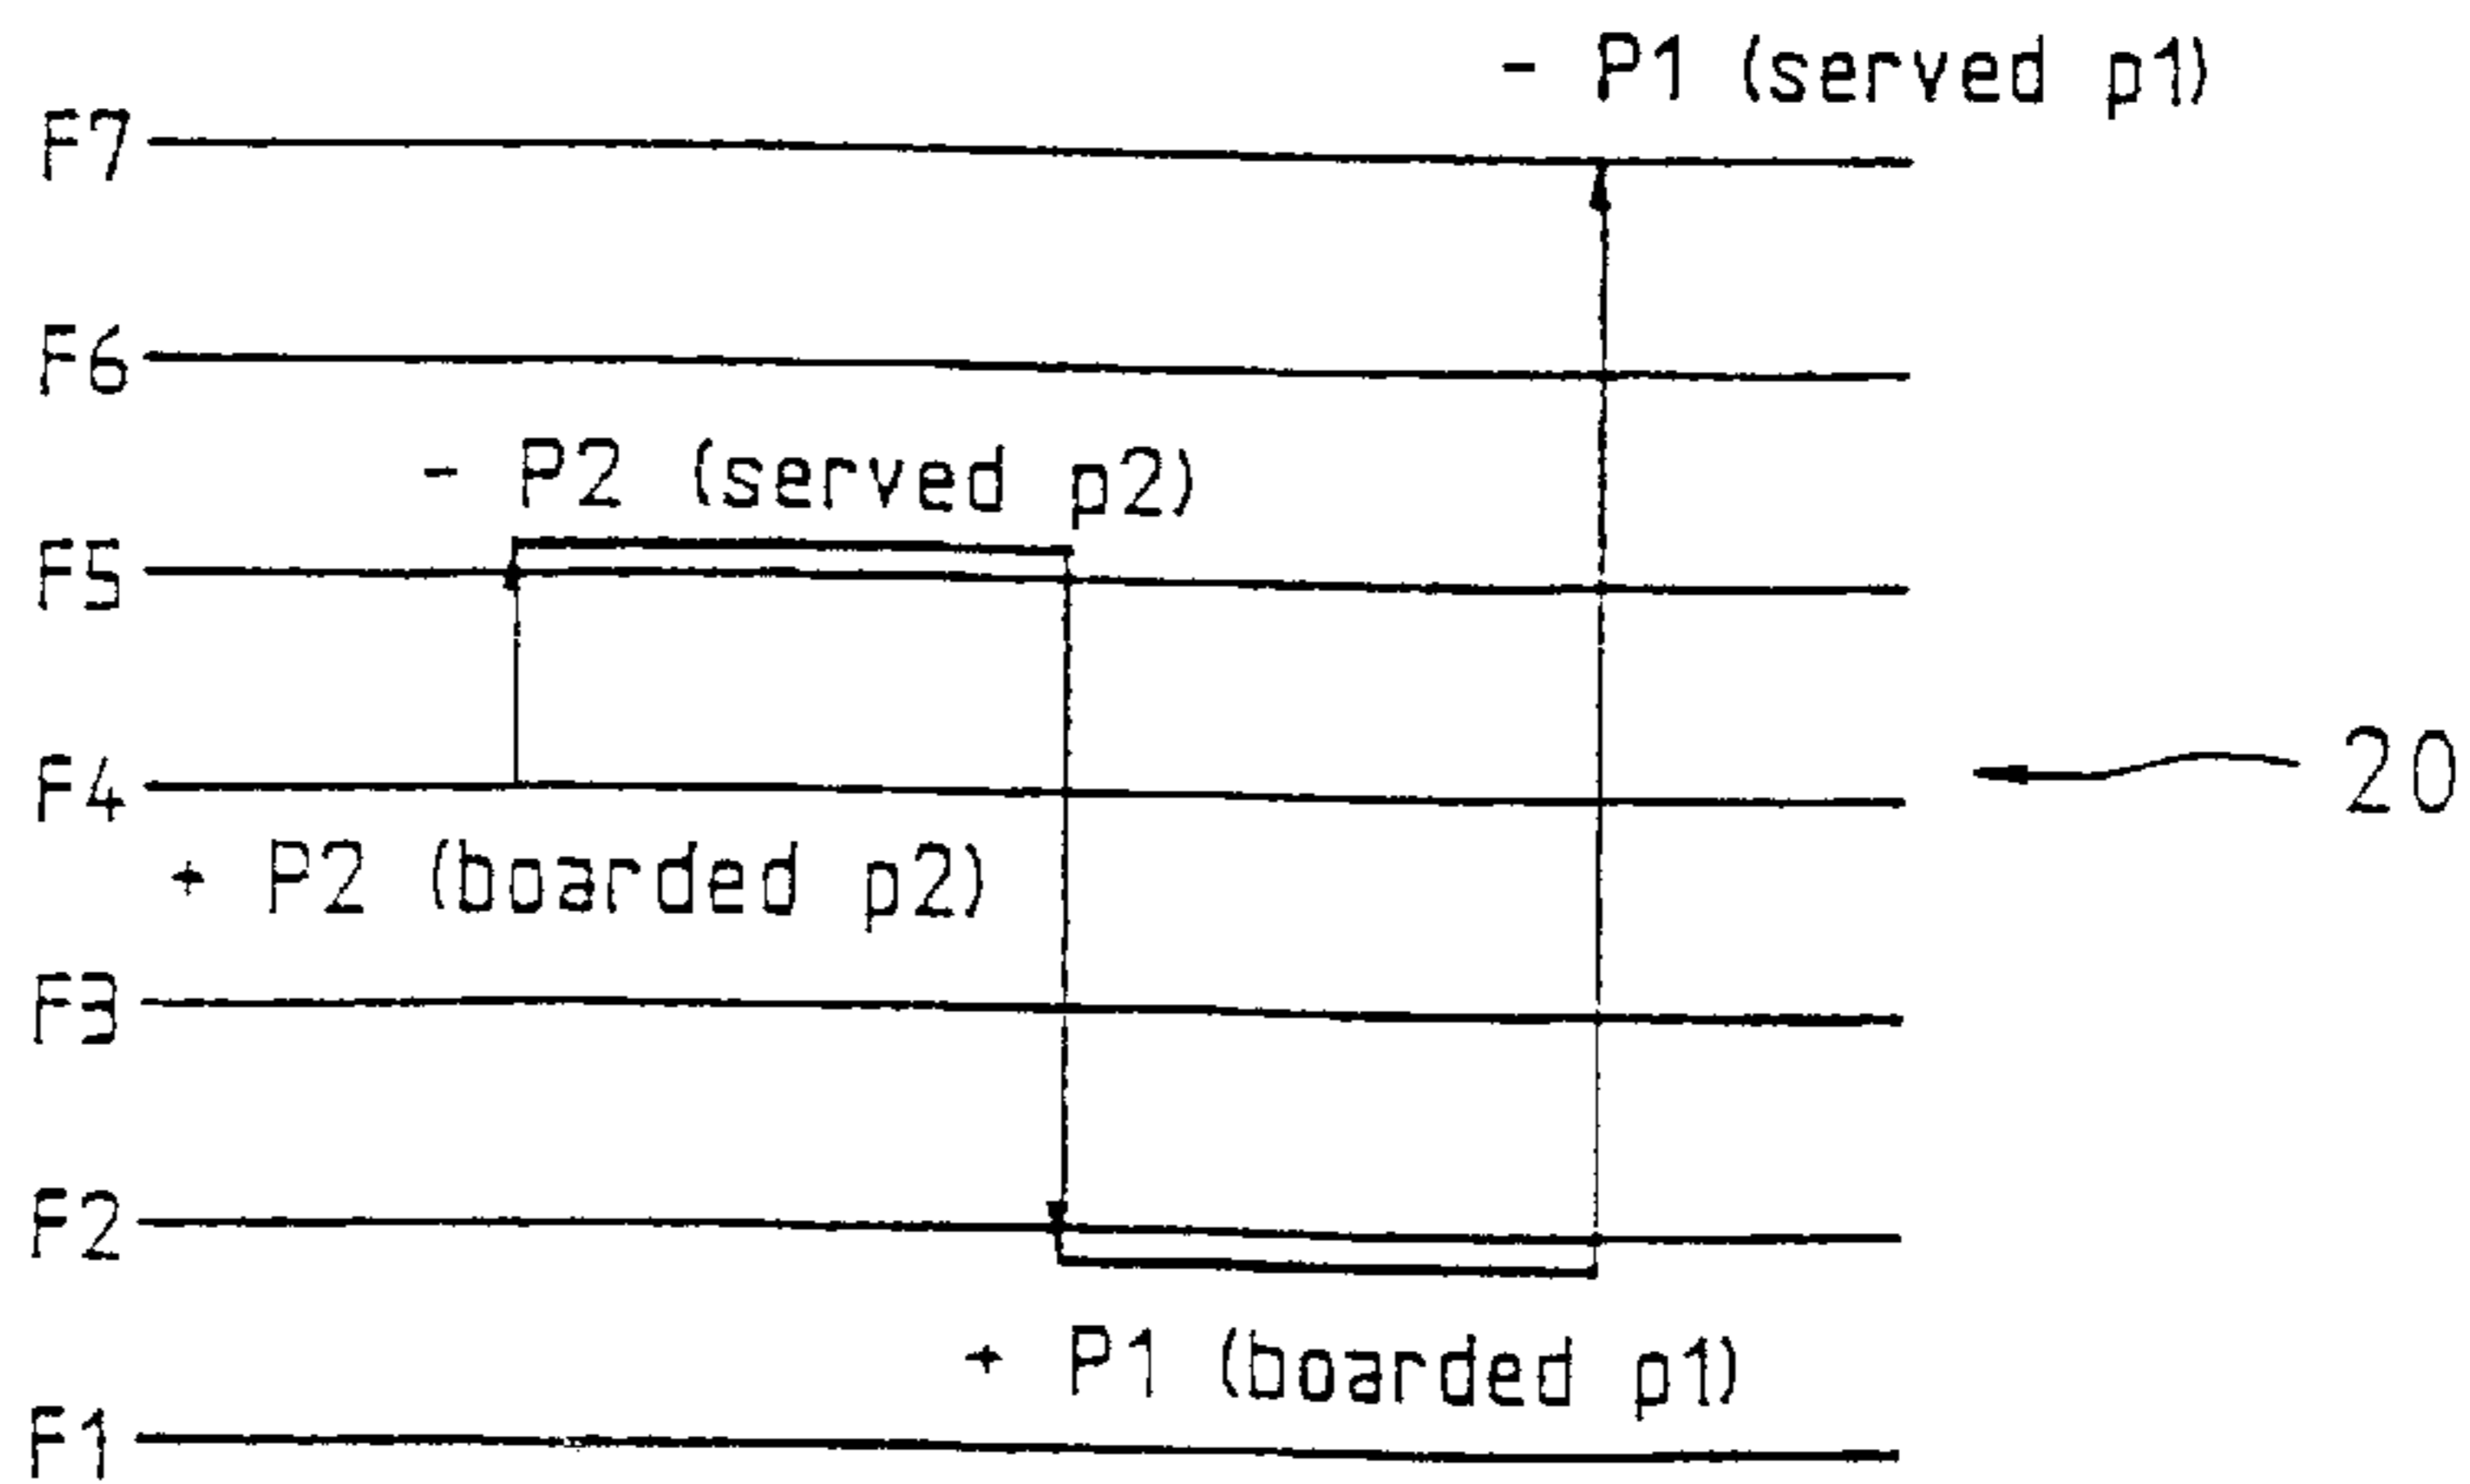 - P1 (served p1)
F7
F6
- P2 (served p2)
F5
F4
20
+ P2 (boarded p2)
F3
F2
+ P1 (boarded p1)
F1